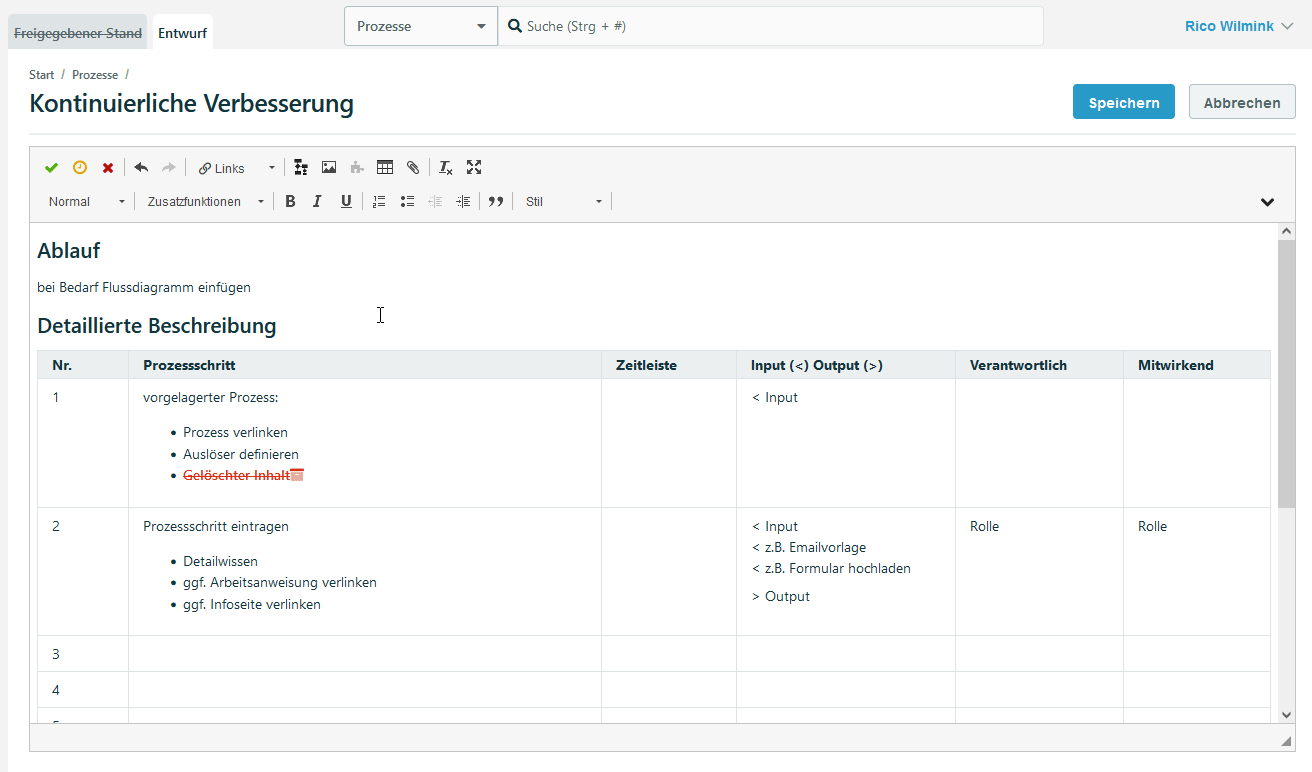 Freigegebener Stand Entwurf Prozesse Suche (Strg + #) Rico Wilmink
Start / Prozesse /
Kontinuierliche Verbesserung
Speichern Abbrechen
Links
Normal Zusatzfunktionen B I U Stil
Ablauf
bei Bedarf Flussdiagramm einfügen
Detaillierte Beschreibung
Nr. Prozessschritt Zeitleiste Input (<) Output (>) Verantwortlich Mitwirkend
1 vorgelagerter Prozess: < Input
• Prozess verlinken
• Auslöser definieren
• Gelöschter Inhalt
2 Prozessschritt eintragen < Input Rolle Rolle
< z.B. Emailvorlage
• Detailwissen
< z.B. Formular hochladen
• ggf. Arbeitsanweisung verlinken
> Output
• ggf. Infoseite verlinken
3
4